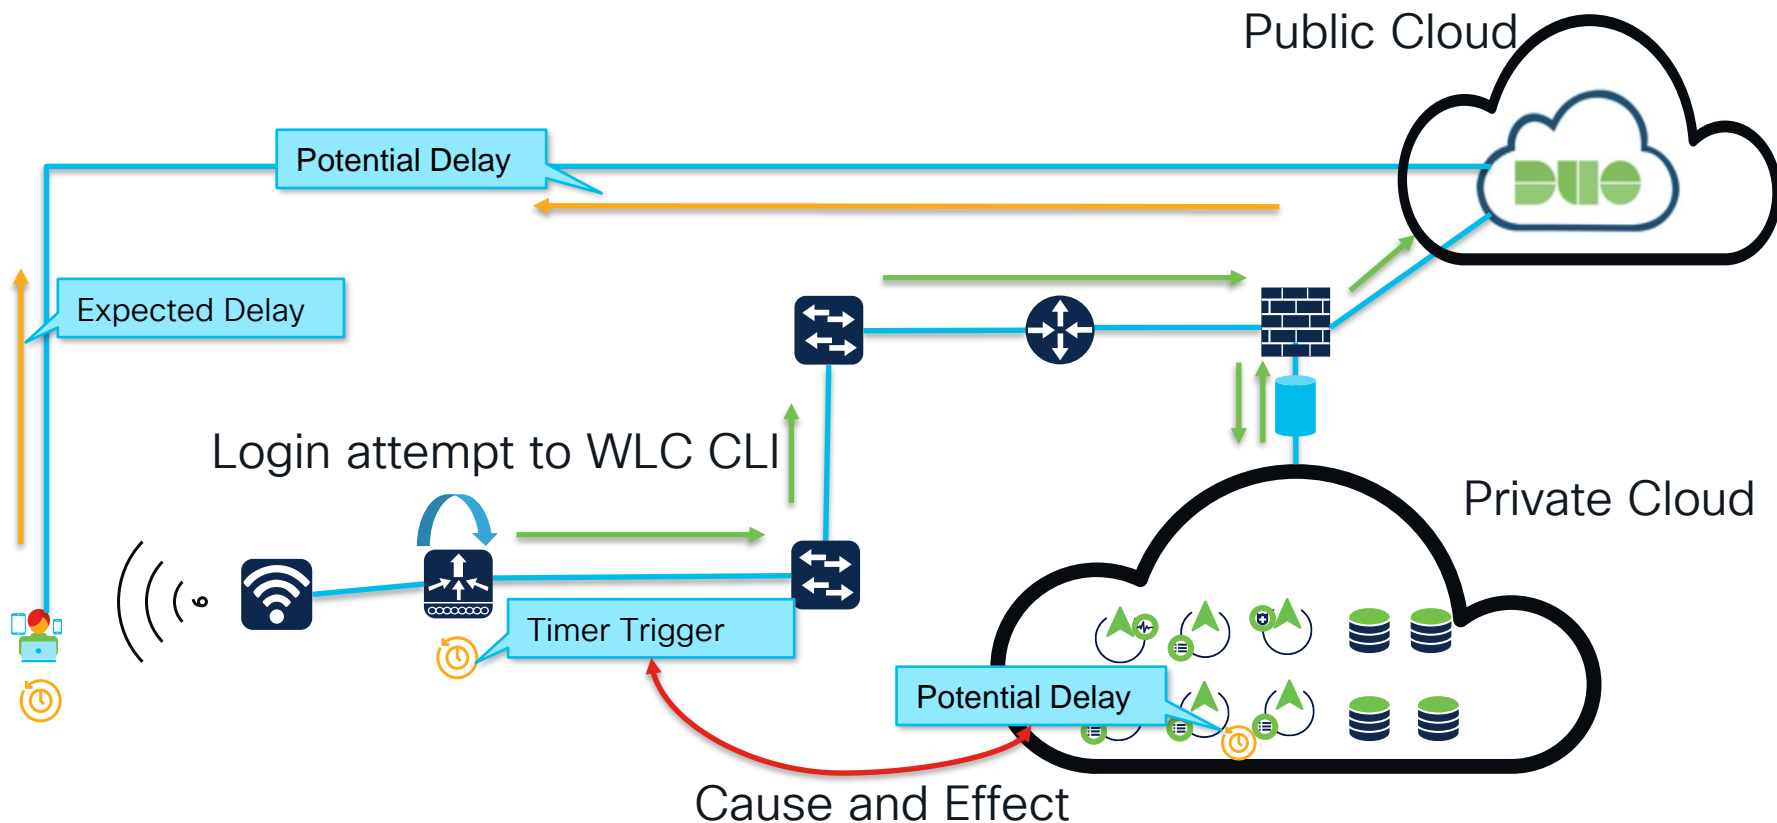 Public Cloud
Potential Delay
DUO
Expected Delay
Login attempt to WLC CLI
Private Cloud
6
Timer Trigger
Potential Delay
Cause and Effect